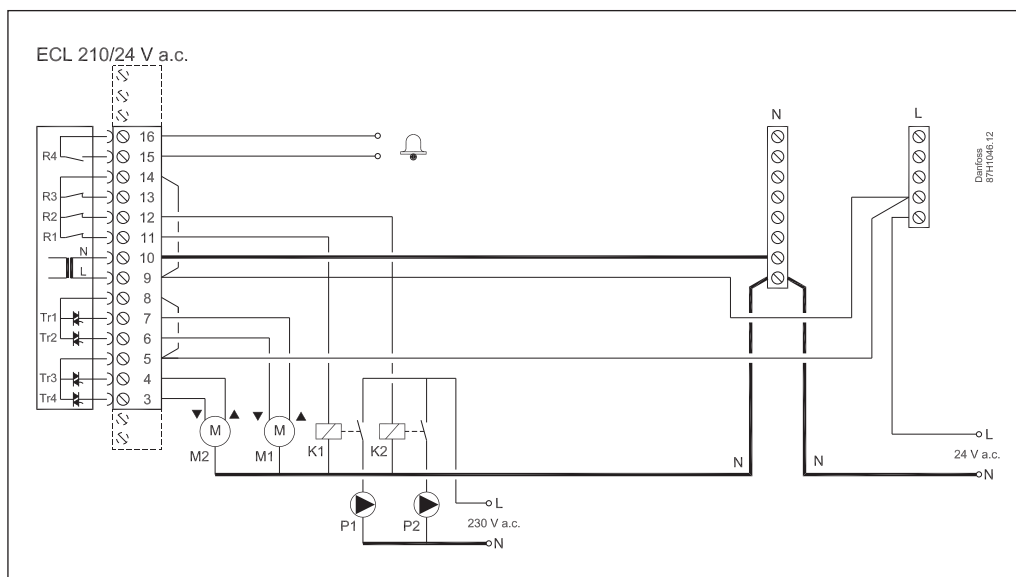 ECL 210/24 V a.c.
N
L
Danfoss
87H1046.12
16
R4 15
14
R3 13
R2 12
R1 11
N 10
L 9
8
Tr1 7
Tr2 6
5
Tr3 4
Tr4 3
M
M
M2
M1
K1
K2
N
N
L
24 V a.c.
N
P1
P2
L
230 V a.c.
N